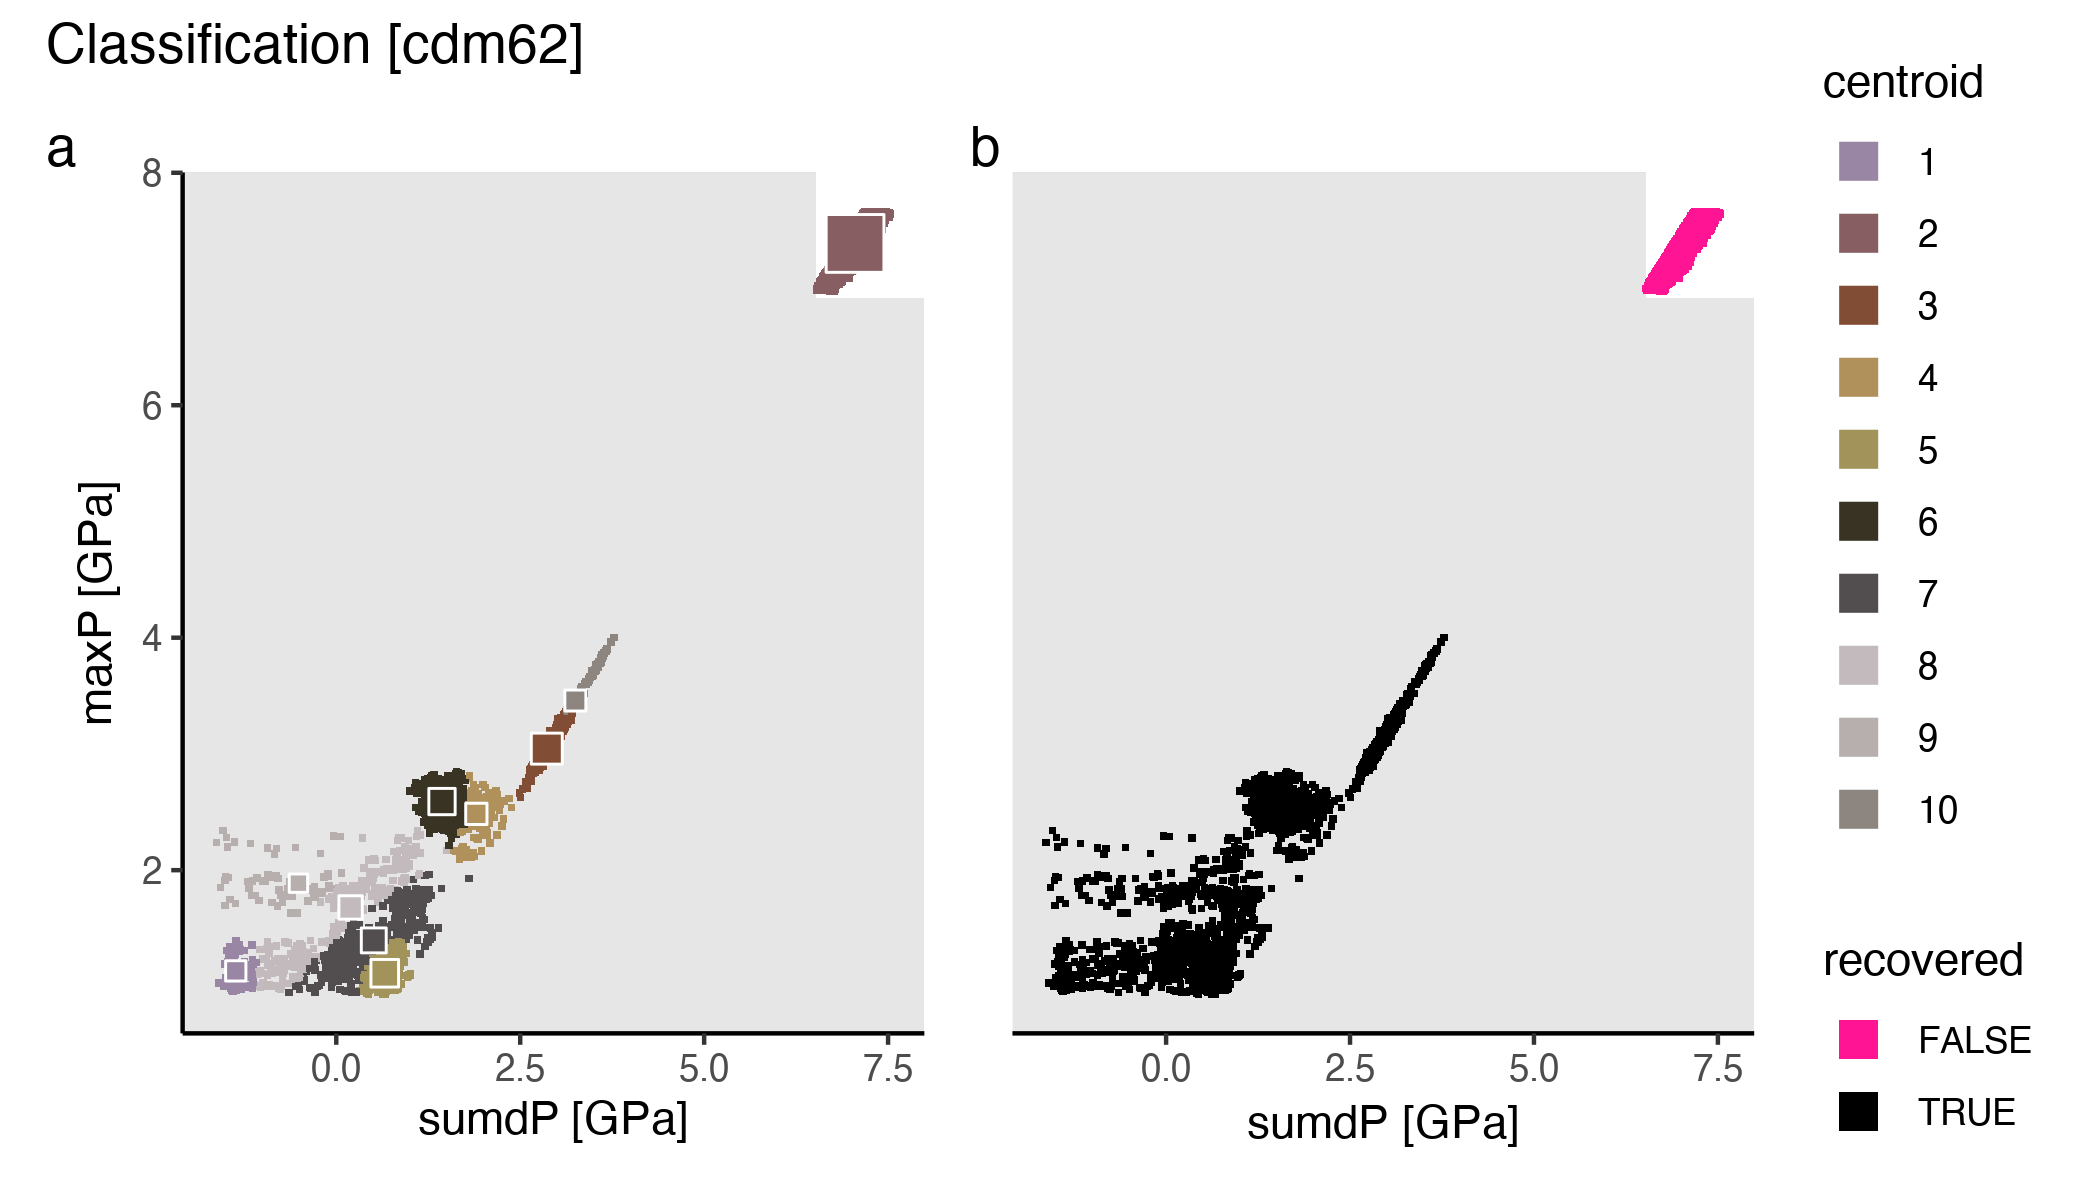 Classification [cdm62]
a
b
8
6
4
2
maxP [GPa]
0.0
2.5
5.0
7.5
sumdP [GPa]
0.0
2.5
5.0
7.5
sumdP [GPa]
centroid
1
2
3
4
5
6
7
8
9
10
recovered
FALSE
TRUE